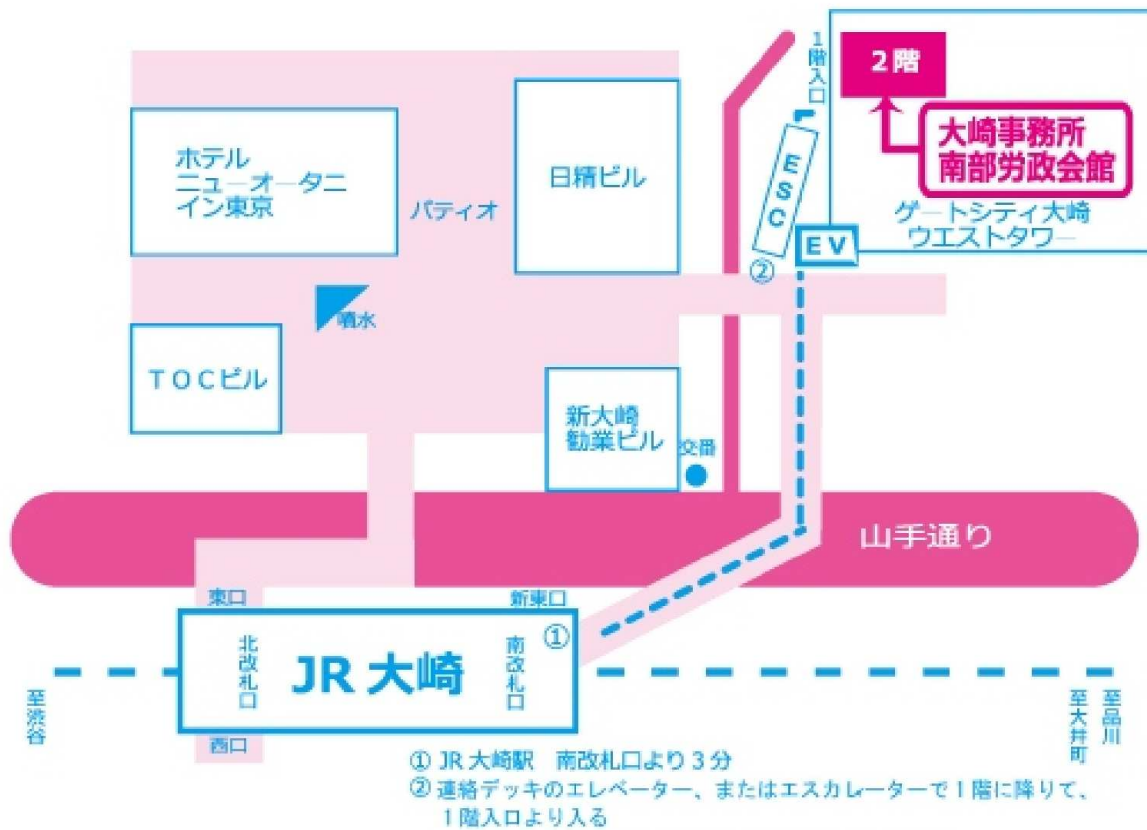 1階入口
2階
大崎事務所
南部労政会館
ゲートシティ大崎
ウエストタワー
ESC
EV
②
ホテル
ニューオータニ
イン東京
パティオ
日精ビル
噴水
TOCビル
新大崎
勧業ビル
交番
山手通り
東口
新東口
北改札口
JR 大崎
南改札口
①
西口
至渋谷
至大井町
至品川
① JR 大崎駅　南改札口より3分
② 連絡デッキのエレベーター、またはエスカレーターで1階に降りて、
1階入口より入る